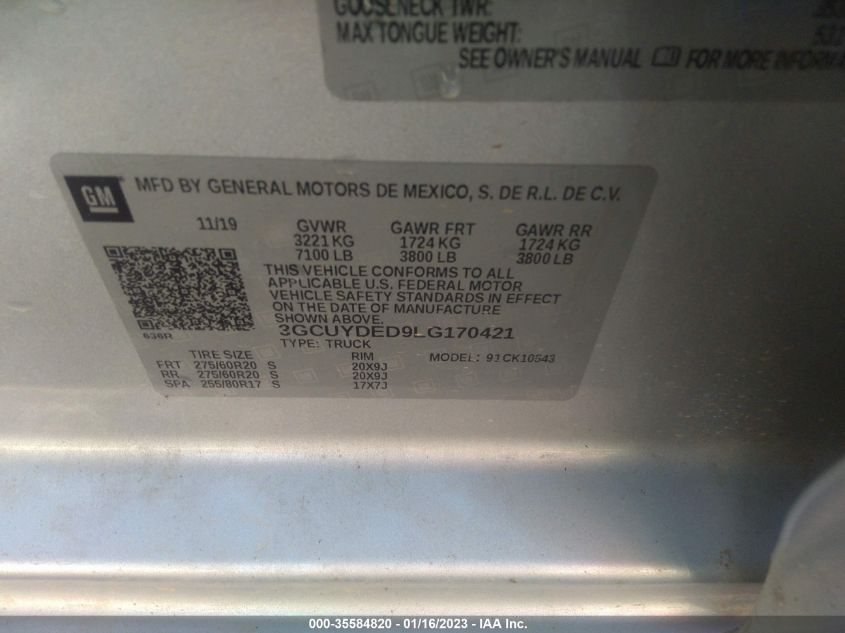 GOOSENECK TWR:
MAX TONGUE WEIGHT:
SEE OWNER'S MANUAL FOR MORE
GM
MFD BY GENERAL MOTORS DE MEXICO, S. DE R.L. DE C.V.
11/19 GVWR GAWR FRT GAWR RR
3221 KG 1724 KG 1724 KG
7100 LB 3800 LB 3800 LB
THIS VEHICLE CONFORMS TO ALL
APPLICABLE U.S. FEDERAL MOTOR
VEHICLE SAFETY STANDARDS IN EFFECT
ON THE DATE OF MANUFACTURE
SHOWN ABOVE.
636R
3GCUYDED9LG170421
TYPE: TRUCK
TIRE SIZE RIM MODEL: 91CK10543
FRT 275/60R20 S 20X9J
RR 275/60R20 S 20X9J
SPA 255/80R17 S 17X7J
000-35584820 - 01/16/2023 - IAA Inc.